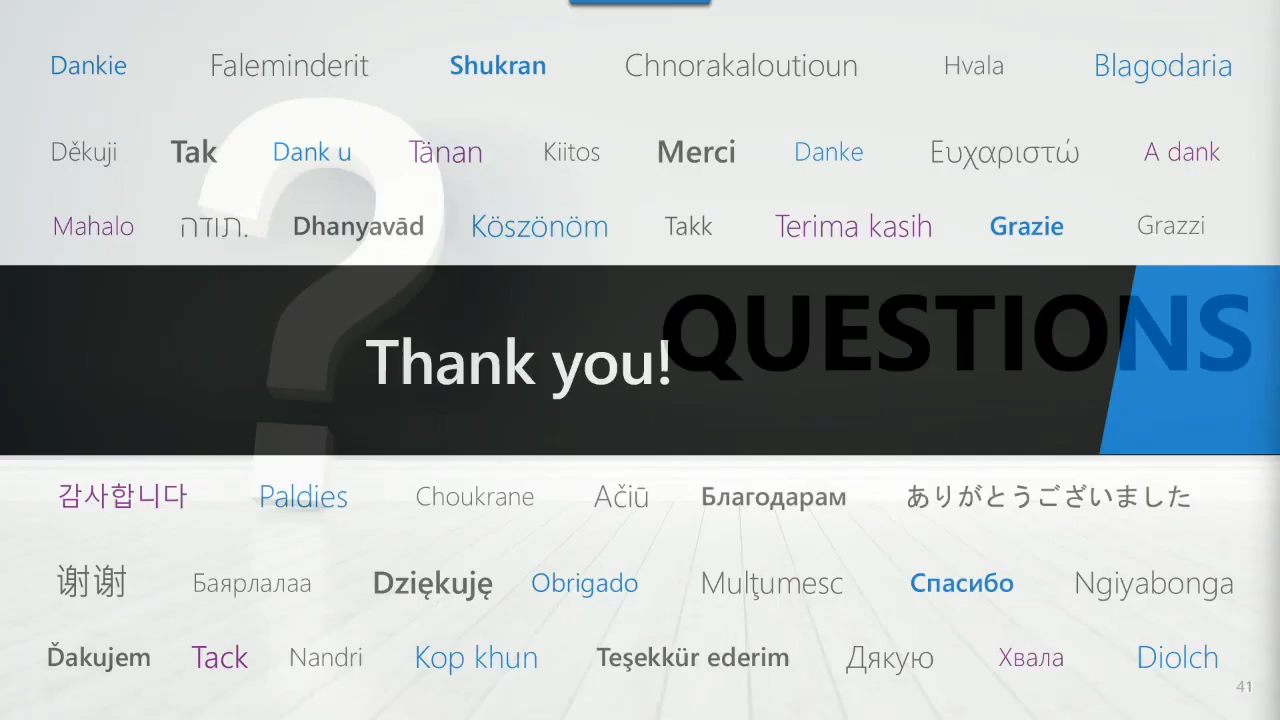 Dankie Faleminderit Shukran Chnorakaloutioun Hvala Blagodaria
Děkuji Tak Dank u Tänan Kiitos Merci Danke Ευχαριστώ A dank
Mahalo תודה. Dhanyavād Köszönöm Takk Terima kasih Grazie Grazzi
QUESTIONS
Thank you!
감사합니다 Paldies Choukrane Ačiū Благодарам ありがとうございました
谢谢 Баярлалаа Dziękuję Obrigado Mulţumesc Спасибо Ngiyabonga
Ďakujem Tack Nandri Kop khun Teşekkür ederim Дякую Хвала Diolch
41